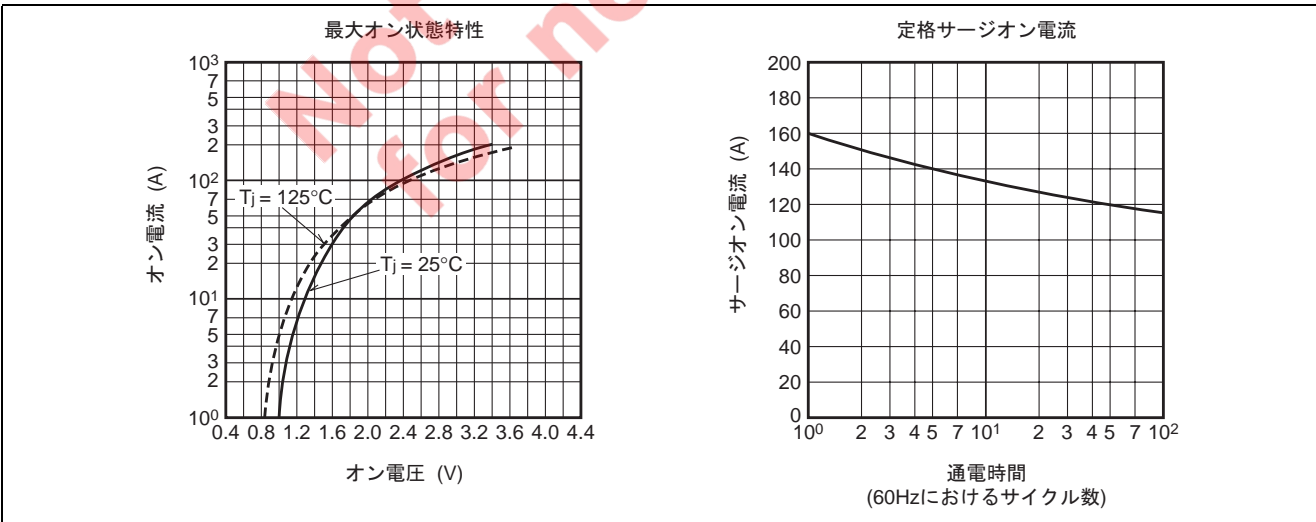 Not
for n
最大オン状態特性
10³
7
5
3
2
10²
7
5
3
2
10¹
7
5
3
2
10⁰
オン電流 (A)
Tj = 125°C
Tj = 25°C
0.4 0.8 1.2 1.6 2.0 2.4 2.8 3.2 3.6 4.0 4.4
オン電圧 (V)
定格サージオン電流
200
180
160
140
120
100
80
60
40
20
0
サージオン電流 (A)
10⁰ 2 3 4 5 7 10¹ 2 3 4 5 7 10²
通電時間
(60Hzにおけるサイクル数)